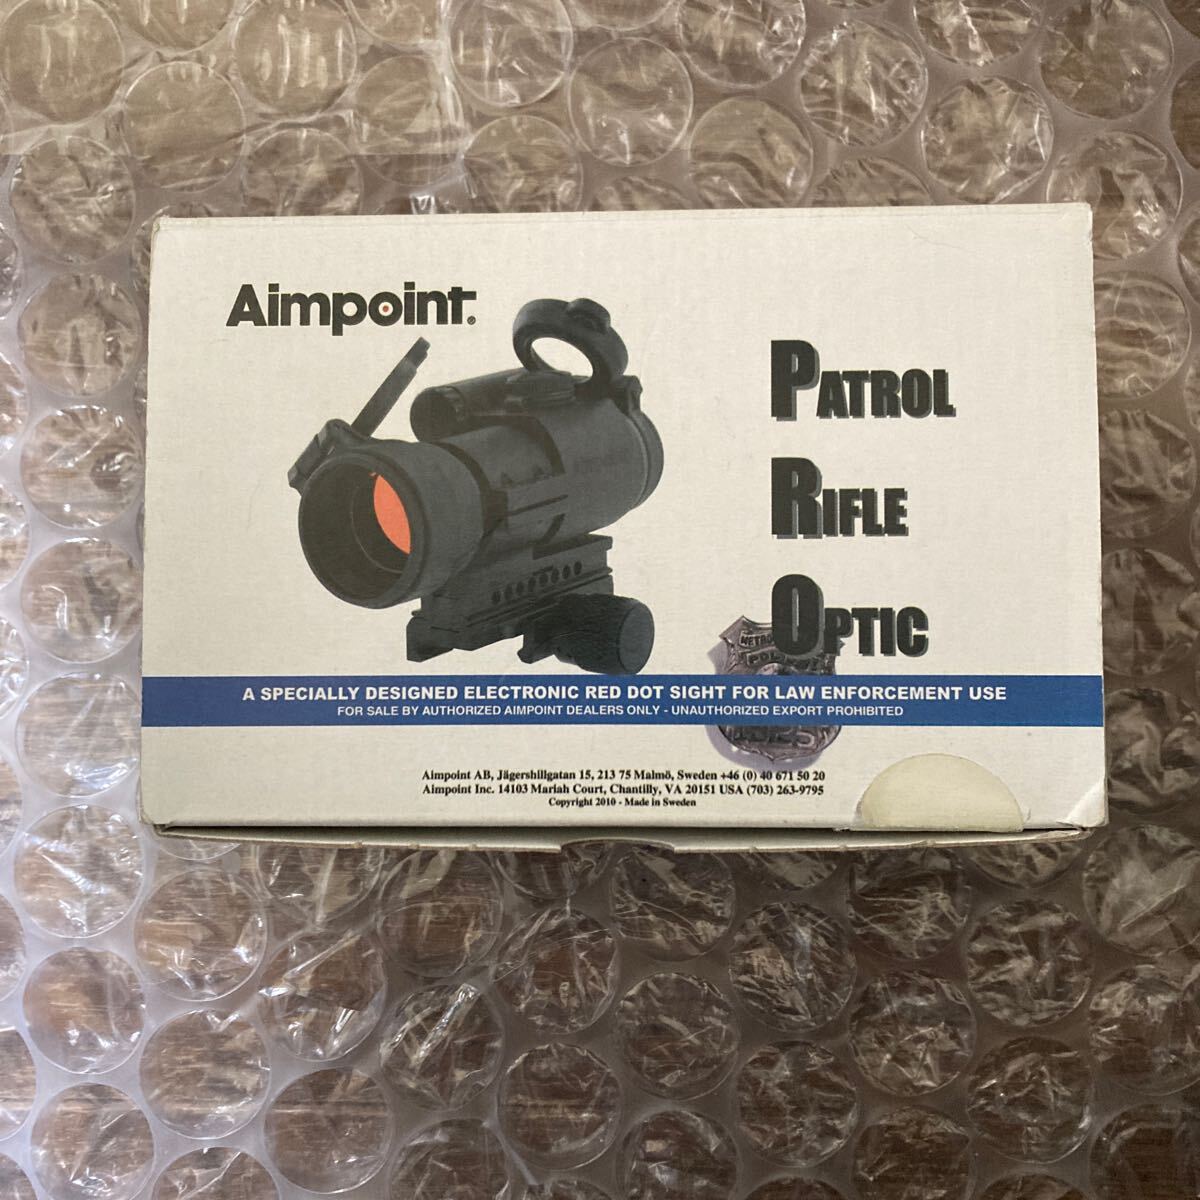 Aimpoint®
PATROL
RIFLE
OPTIC
A SPECIALLY DESIGNED ELECTRONIC RED DOT SIGHT FOR LAW ENFORCEMENT USE
FOR SALE BY AUTHORIZED AIMPOINT DEALERS ONLY - UNAUTHORIZED EXPORT PROHIBITED
Aimpoint AB, Jägershillgatan 15, 213 75 Malmö, Sweden +46 (0) 40 671 50 20
Aimpoint Inc. 14103 Mariah Court, Chantilly, VA 20151 USA (703) 263-9795
Copyright 2010 - Made in Sweden